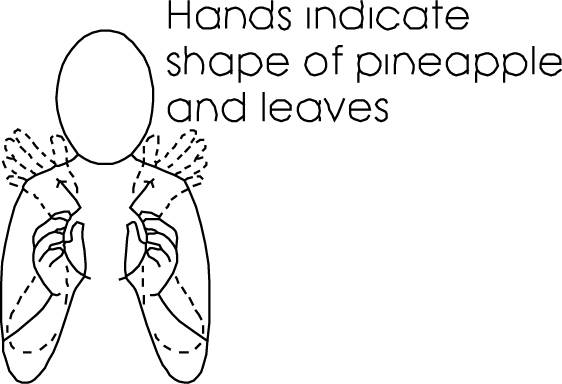 Hands indicate
shape of pineapple
and leaves